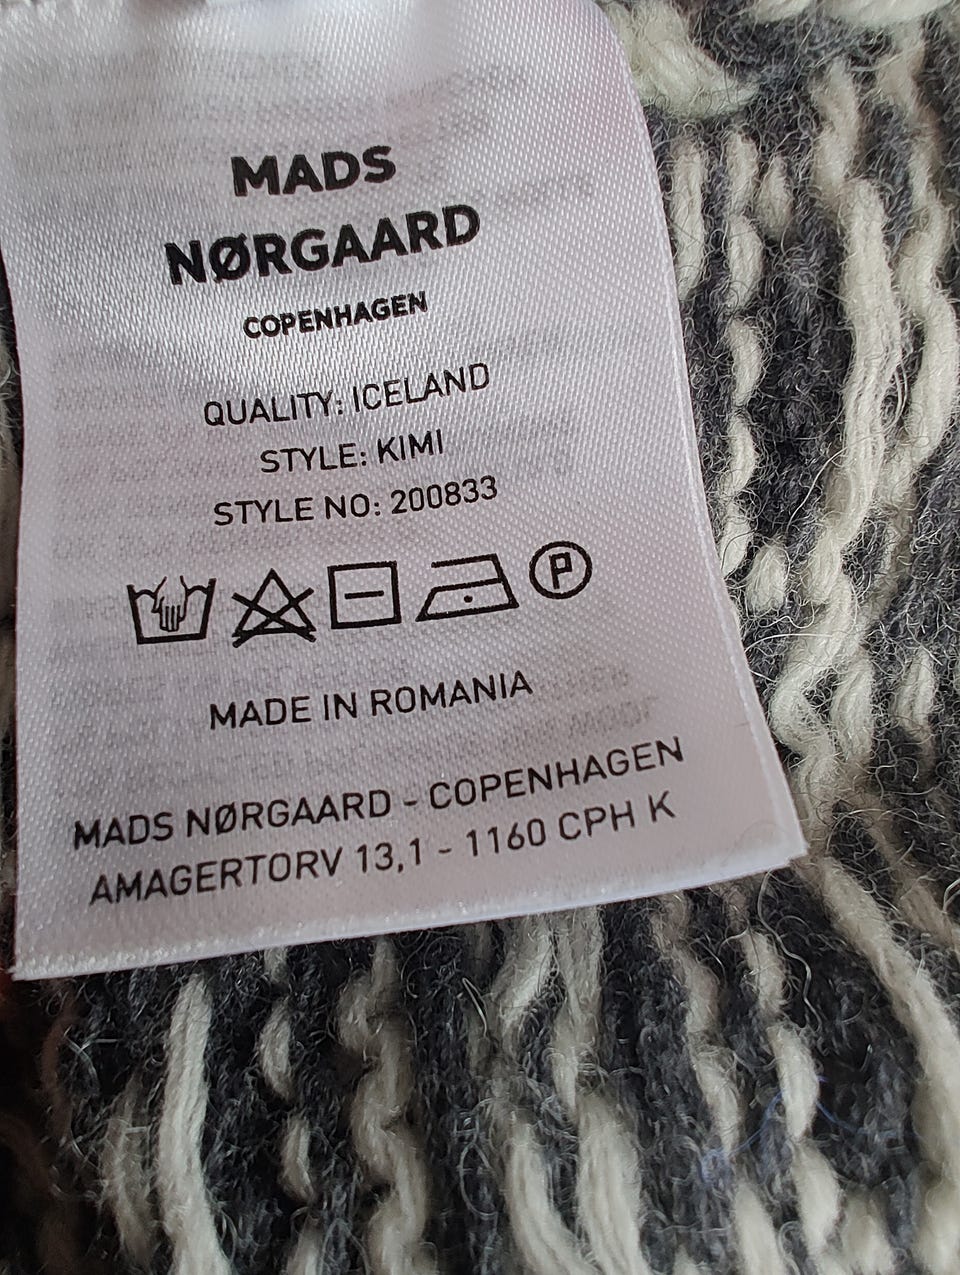 MADS
NØRGAARD
COPENHAGEN
QUALITY: ICELAND
STYLE: KIMI
STYLE NO: 200833
P
MADE IN ROMANIA
MADS NØRGAARD - COPENHAGEN
AMAGERTORV 13,1 - 1160 CPH K